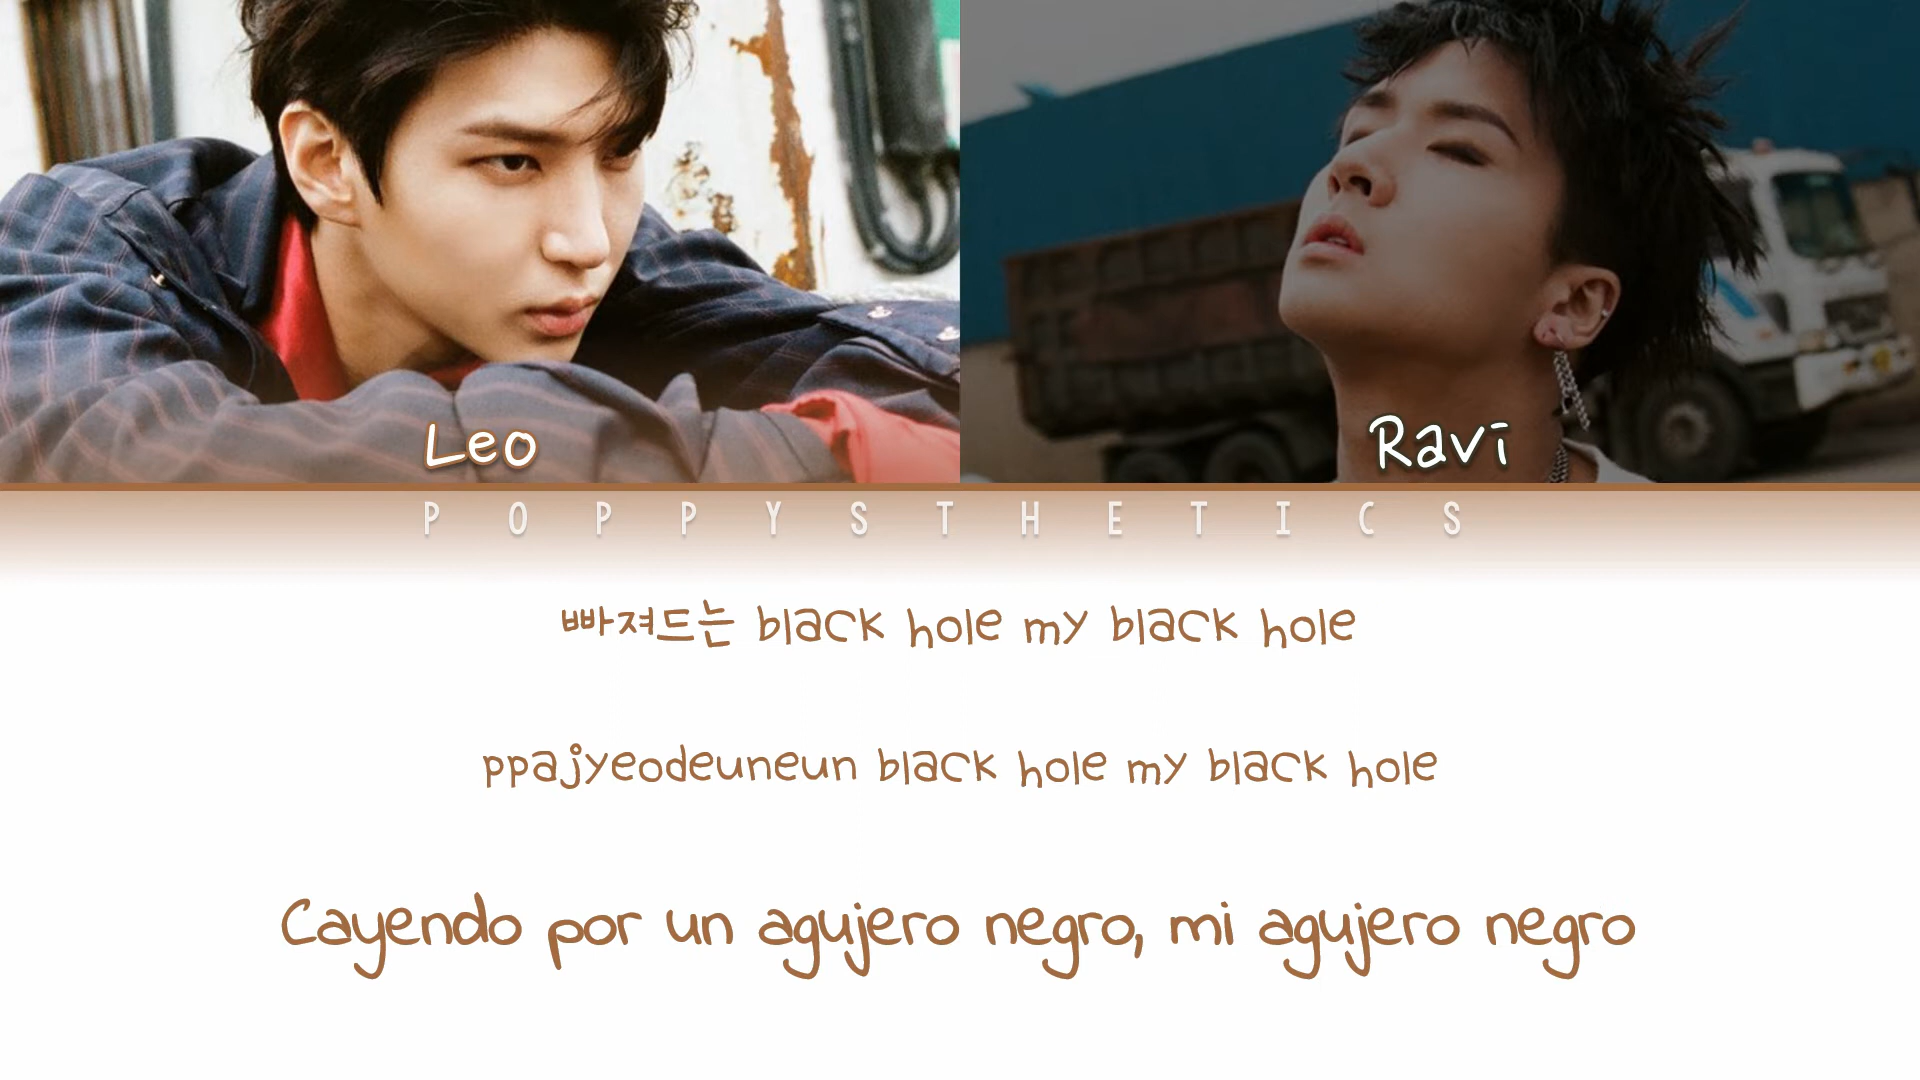 Leo
Ravi
POPPYSTHETICS
빠져드는 black hole my black hole
ppajyeodeuneun black hole my black hole
Cayendo por un agujero negro, mi agujero negro